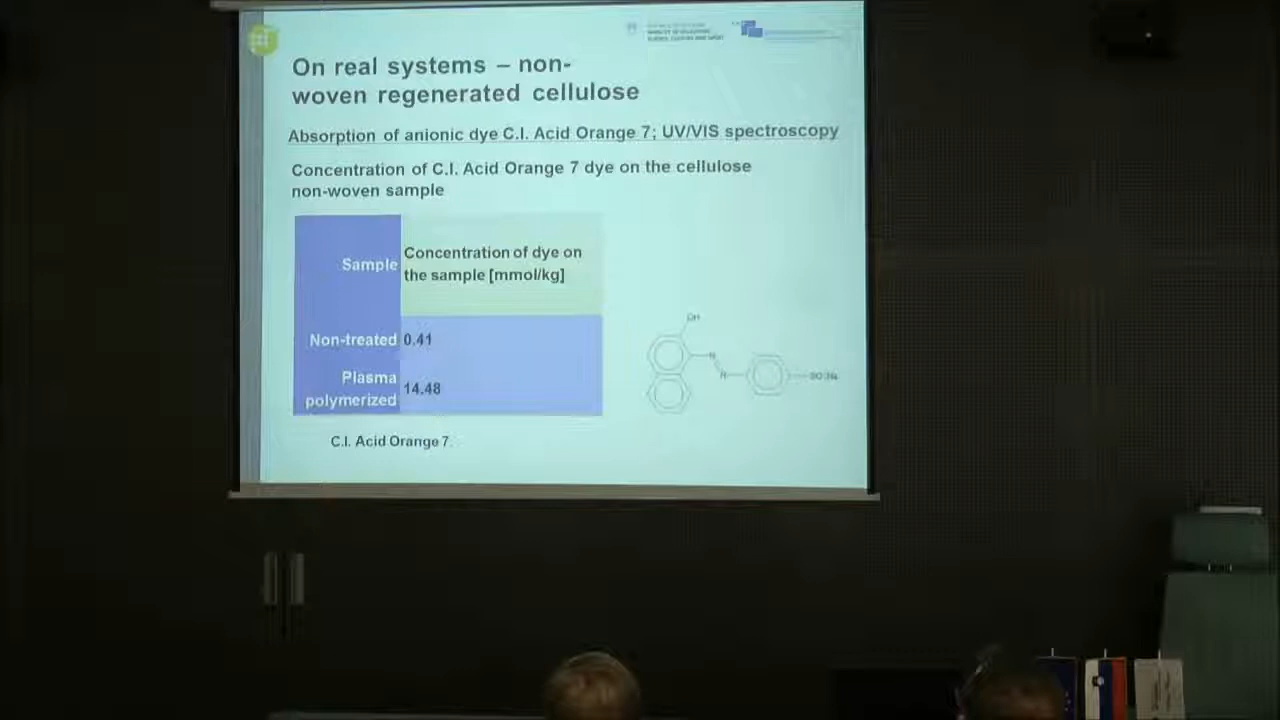 On real systems – non-
woven regenerated cellulose
Absorption of anionic dye C.I. Acid Orange 7; UV/VIS spectroscopy
Concentration of C.I. Acid Orange 7 dye on the cellulose
non-woven sample
Sample
Concentration of dye on
the sample [mmol/kg]
Non-treated 0.41
Plasma
polymerized
14.48
OH
N
N
C.I. Acid Orange 7